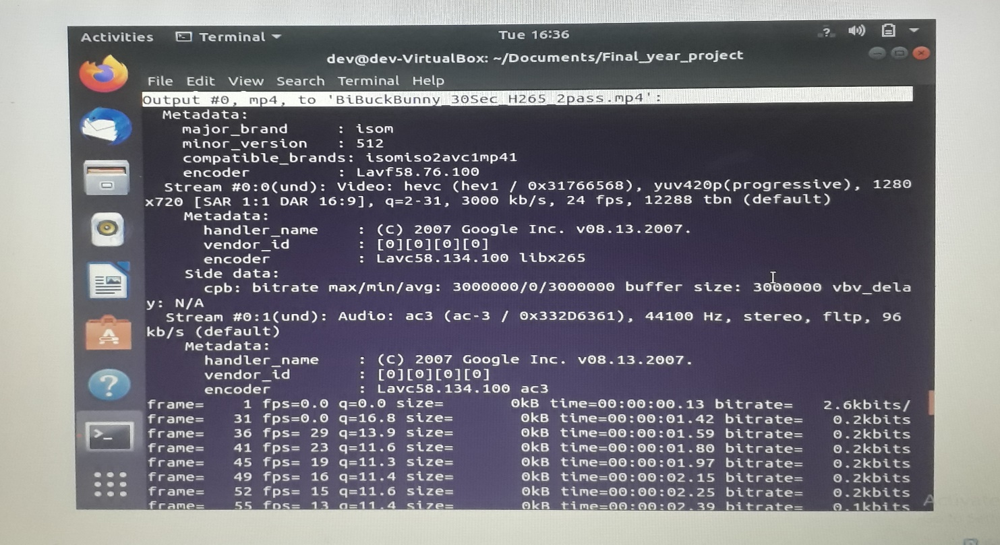 Activities Terminal Tue 16:36 ?
dev@dev-VirtualBox: ~/Documents/Final_year_project
File Edit View Search Terminal Help
Output #0, mp4, to 'BiBuckBunny_30Sec_H265_2pass.mp4':
Metadata:
major_brand : isom
minor_version : 512
compatible_brands: isomiso2avc1mp41
encoder : Lavf58.76.100
Stream #0:0(und): Video: hevc (hev1 / 0x31766568), yuv420p(progressive), 1280
x720 [SAR 1:1 DAR 16:9], q=2-31, 3000 kb/s, 24 fps, 12288 tbn (default)
Metadata:
handler_name : (C) 2007 Google Inc. v08.13.2007.
vendor_id : [0][0][0][0]
encoder : Lavc58.134.100 libx265
Side data:
cpb: bitrate max/min/avg: 3000000/0/3000000 buffer size: 3000000 vbv_dela
y: N/A
Stream #0:1(und): Audio: ac3 (ac-3 / 0x332D6361), 44100 Hz, stereo, fltp, 96
kb/s (default)
Metadata:
handler_name : (C) 2007 Google Inc. v08.13.2007.
vendor_id : [0][0][0][0]
encoder : Lavc58.134.100 ac3
frame= 1 fps=0.0 q=0.0 size= 0kB time=00:00:00.13 bitrate= 2.6kbits/
frame= 31 fps=0.0 q=16.8 size= 0kB time=00:00:01.42 bitrate= 0.2kbits
frame= 36 fps= 29 q=13.9 size= 0kB time=00:00:01.59 bitrate= 0.2kbits
frame= 41 fps= 23 q=11.6 size= 0kB time=00:00:01.80 bitrate= 0.2kbits
frame= 45 fps= 19 q=11.3 size= 0kB time=00:00:01.97 bitrate= 0.2kbits
frame= 49 fps= 16 q=11.4 size= 0kB time=00:00:02.15 bitrate= 0.2kbits
frame= 52 fps= 15 q=11.6 size= 0kB time=00:00:02.25 bitrate= 0.2kbits
frame= 55 fps= 13 q=11.4 size= 0kB time=00:00:02.39 bitrate= 0.1kbits